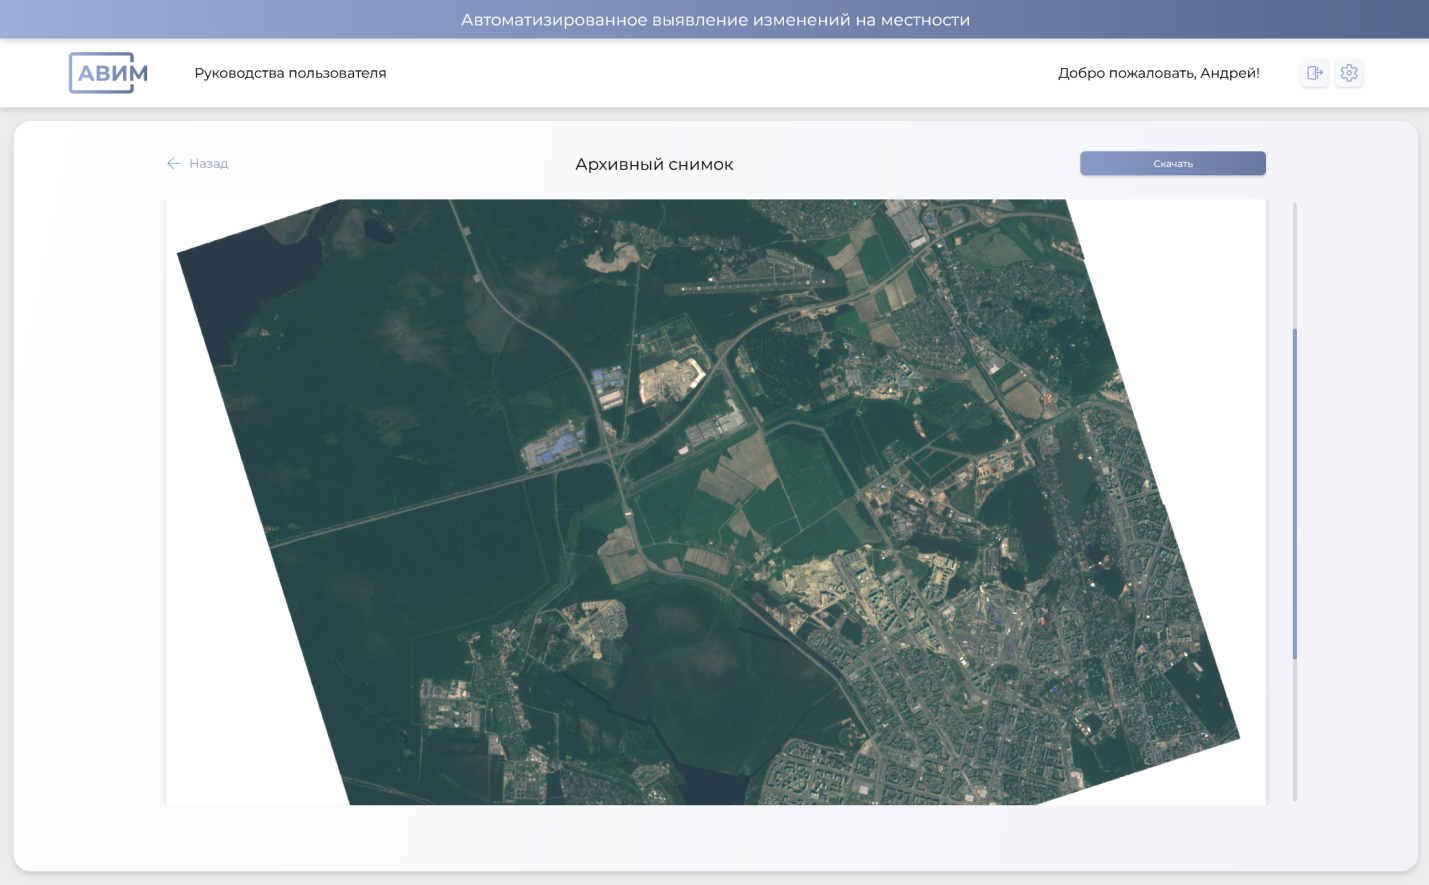 Автоматизированное выявление изменений на местности
АВИМ
Руководства пользователя
Добро пожаловать, Андрей!
Назад
Архивный снимок
Скачать